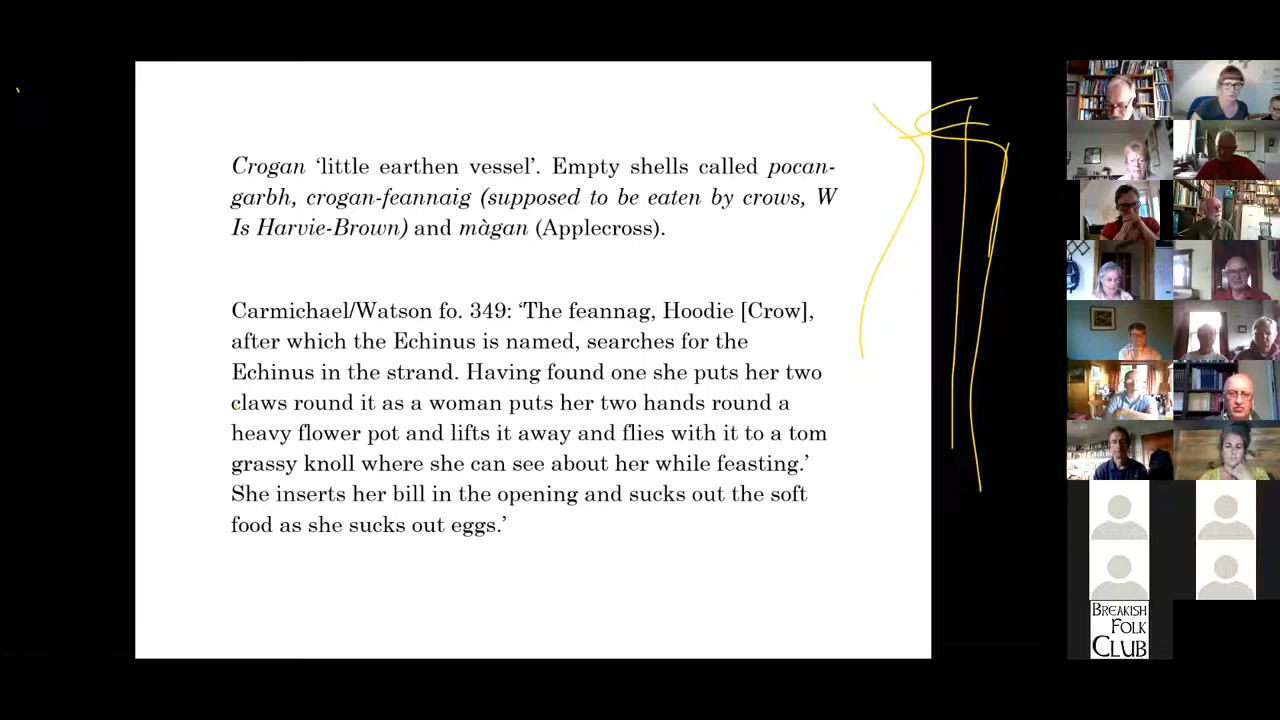 Crogan ‘little earthen vessel’. Empty shells called pocan-
garbh, crogan-feannaig (supposed to be eaten by crows, W
Is Harvie-Brown) and màgan (Applecross).
Carmichael/Watson fo. 349: ‘The feannag, Hoodie [Crow],
after which the Echinus is named, searches for the
Echinus in the strand. Having found one she puts her two
claws round it as a woman puts her two hands round a
heavy flower pot and lifts it away and flies with it to a tom
grassy knoll where she can see about her while feasting.’
She inserts her bill in the opening and sucks out the soft
food as she sucks out eggs.’
BREAKISH
FOLK
CLUB